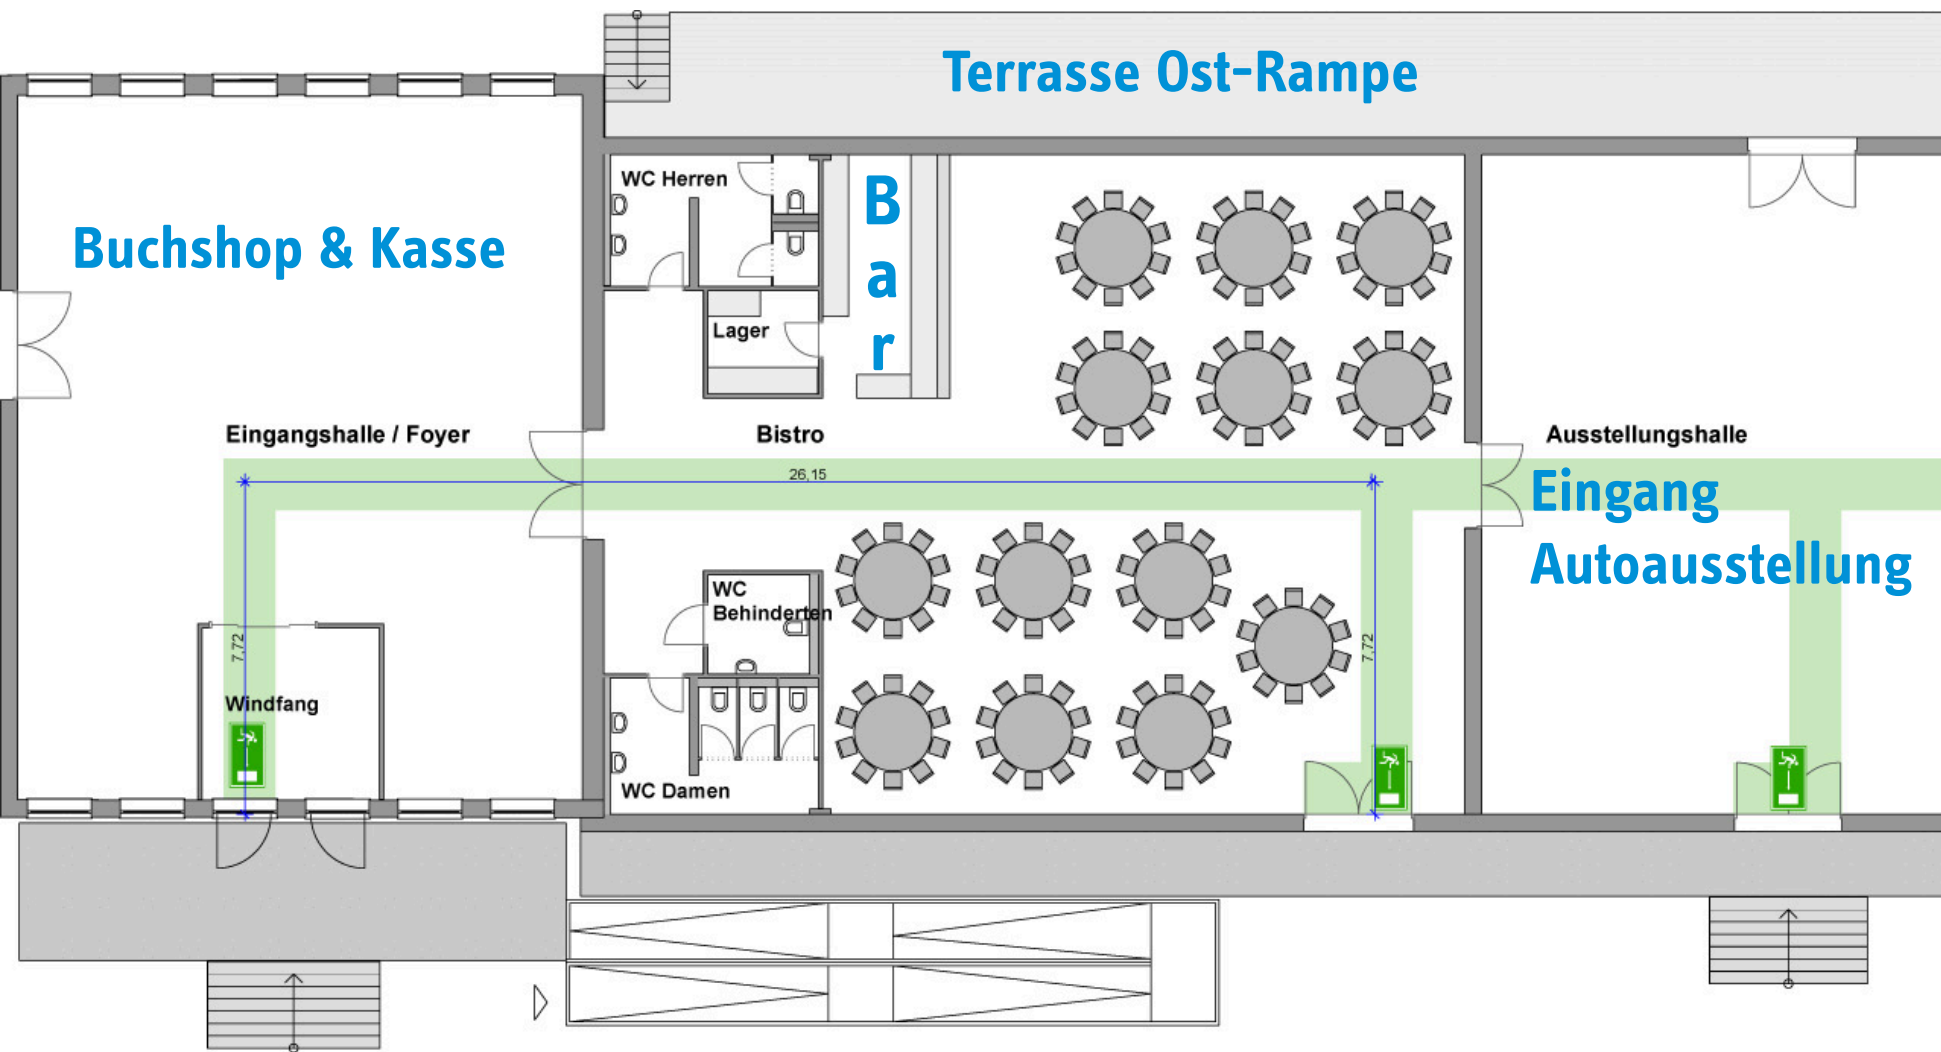 Terrasse Ost-Rampe
WC Herren
B
a
r
Buchshop & Kasse
Lager
Eingangshalle / Foyer
Bistro
Ausstellungshalle
26,15
Eingang
Autoausstellung
WC
Behinderten
7,72
7,72
Windfang
WC Damen